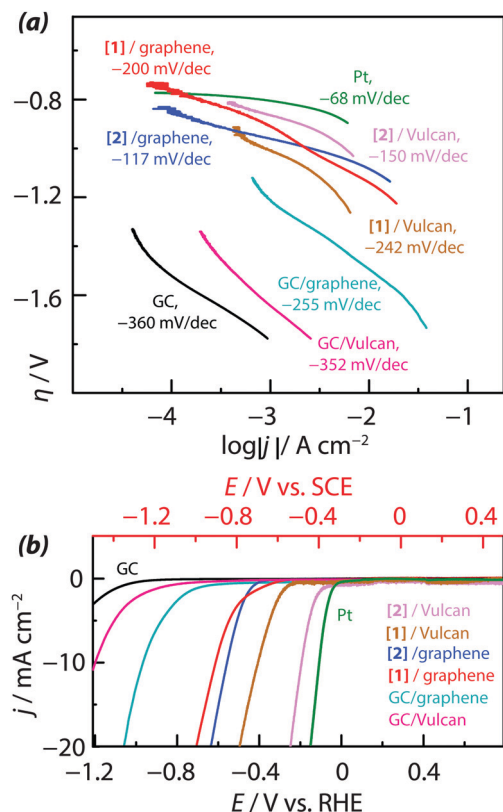 (a)
[1] / graphene,
−200 mV/dec
Pt,
−68 mV/dec
[2] /graphene,
−117 mV/dec
[2] / Vulcan,
−150 mV/dec
[1] / Vulcan,
−242 mV/dec
GC/graphene,
−255 mV/dec
GC,
−360 mV/dec
GC/Vulcan,
−352 mV/dec
−0.8
−1.2
−1.6
η / V
−4
−3
−2
−1
log|j |/ A cm−2
E / V vs. SCE
(b)
−1.2
−0.8
−0.4
0
0.4
GC
Pt
[2] / Vulcan
[1] / Vulcan
[2] /graphene
[1] / graphene
GC/graphene
GC/Vulcan
0
−10
−20
j / mA cm−2
−1.2
−0.8
−0.4
0
0.4
E / V vs. RHE